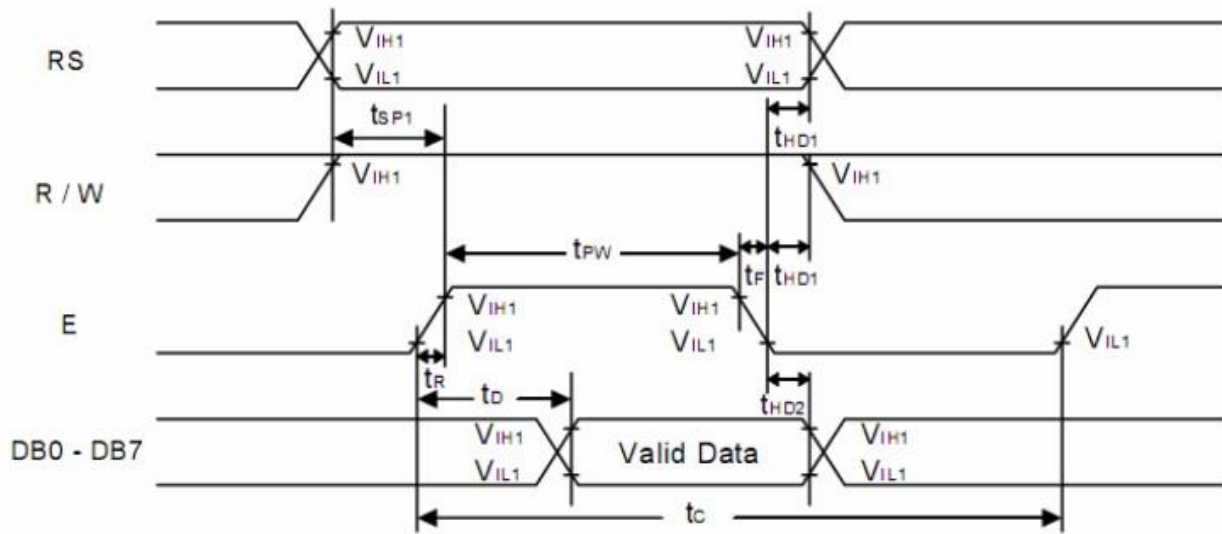 RS
VIH1 VIH1
VIL1 VIL1
tSP1 tHD1
R / W
VIH1 VIH1
tPW tF tHD1
E
VIH1 VIH1
VIL1 VIL1 VIL1
tR tD tHD2
DB0 - DB7
VIH1 Valid Data VIH1
VIL1 VIL1
tC